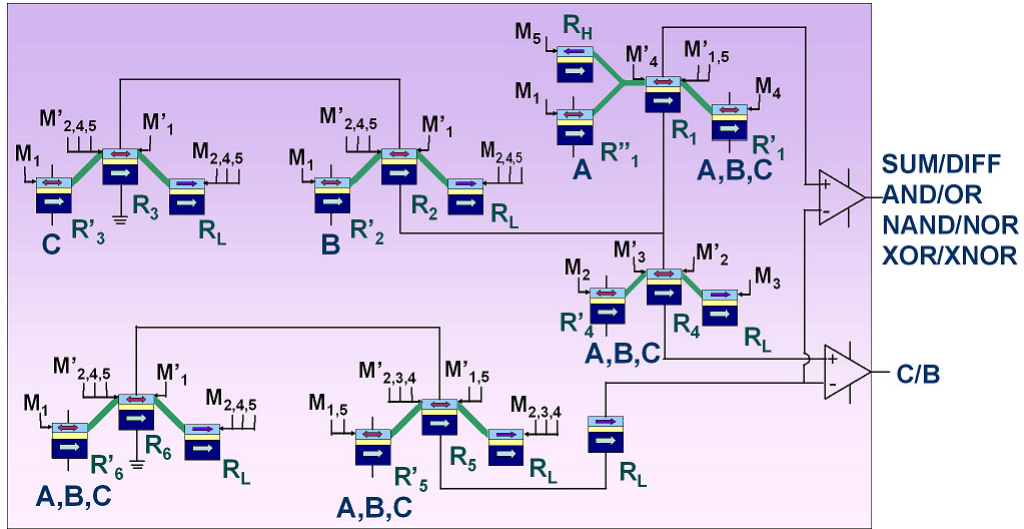 M5
RH
M'4
M'1,5
M1
M4
R1
R"1
R'1
A
A,B,C
M'2,4,5
M'1
M1
M2,4,5
R3
R'3
RL
C
M'2,4,5
M'1
M1
M2,4,5
R2
R'2
RL
B
SUM/DIFF
AND/OR
NAND/NOR
XOR/XNOR
+
-
M'3
M'2
M2
M3
R'4
R4
RL
A,B,C
+
-
C/B
M'2,4,5
M'1
M1
M2,4,5
R6
R'6
RL
A,B,C
M'2,3,4
M'1,5
M1,5
M2,3,4
R5
R'5
RL
A,B,C
RL